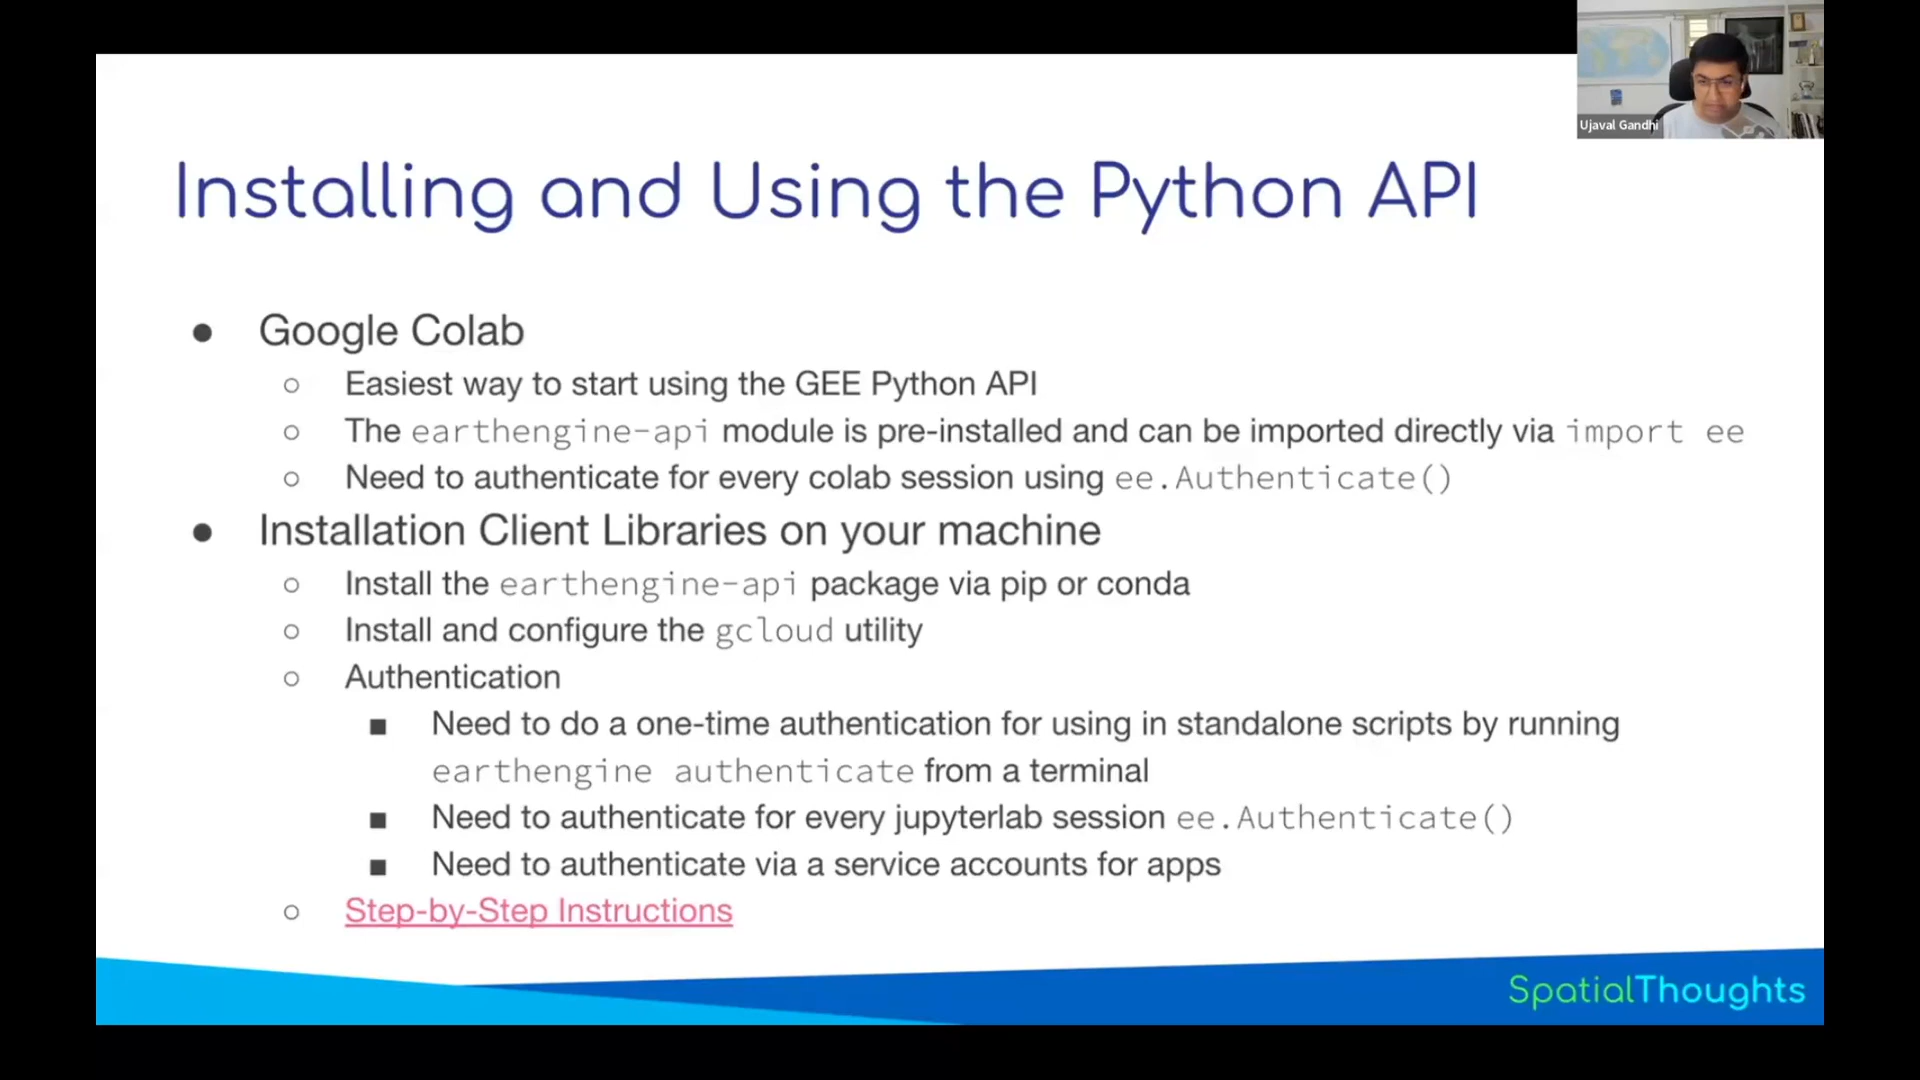 Ujaval Gandhi
Installing and Using the Python API
● Google Colab
○ Easiest way to start using the GEE Python API
○ The earthengine-api module is pre-installed and can be imported directly via import ee
○ Need to authenticate for every colab session using ee.Authenticate()
● Installation Client Libraries on your machine
○ Install the earthengine-api package via pip or conda
○ Install and configure the gcloud utility
○ Authentication
■ Need to do a one-time authentication for using in standalone scripts by running
earthengine authenticate from a terminal
■ Need to authenticate for every jupyterlab session ee.Authenticate()
■ Need to authenticate via a service accounts for apps
○ Step-by-Step Instructions
SpatialThoughts